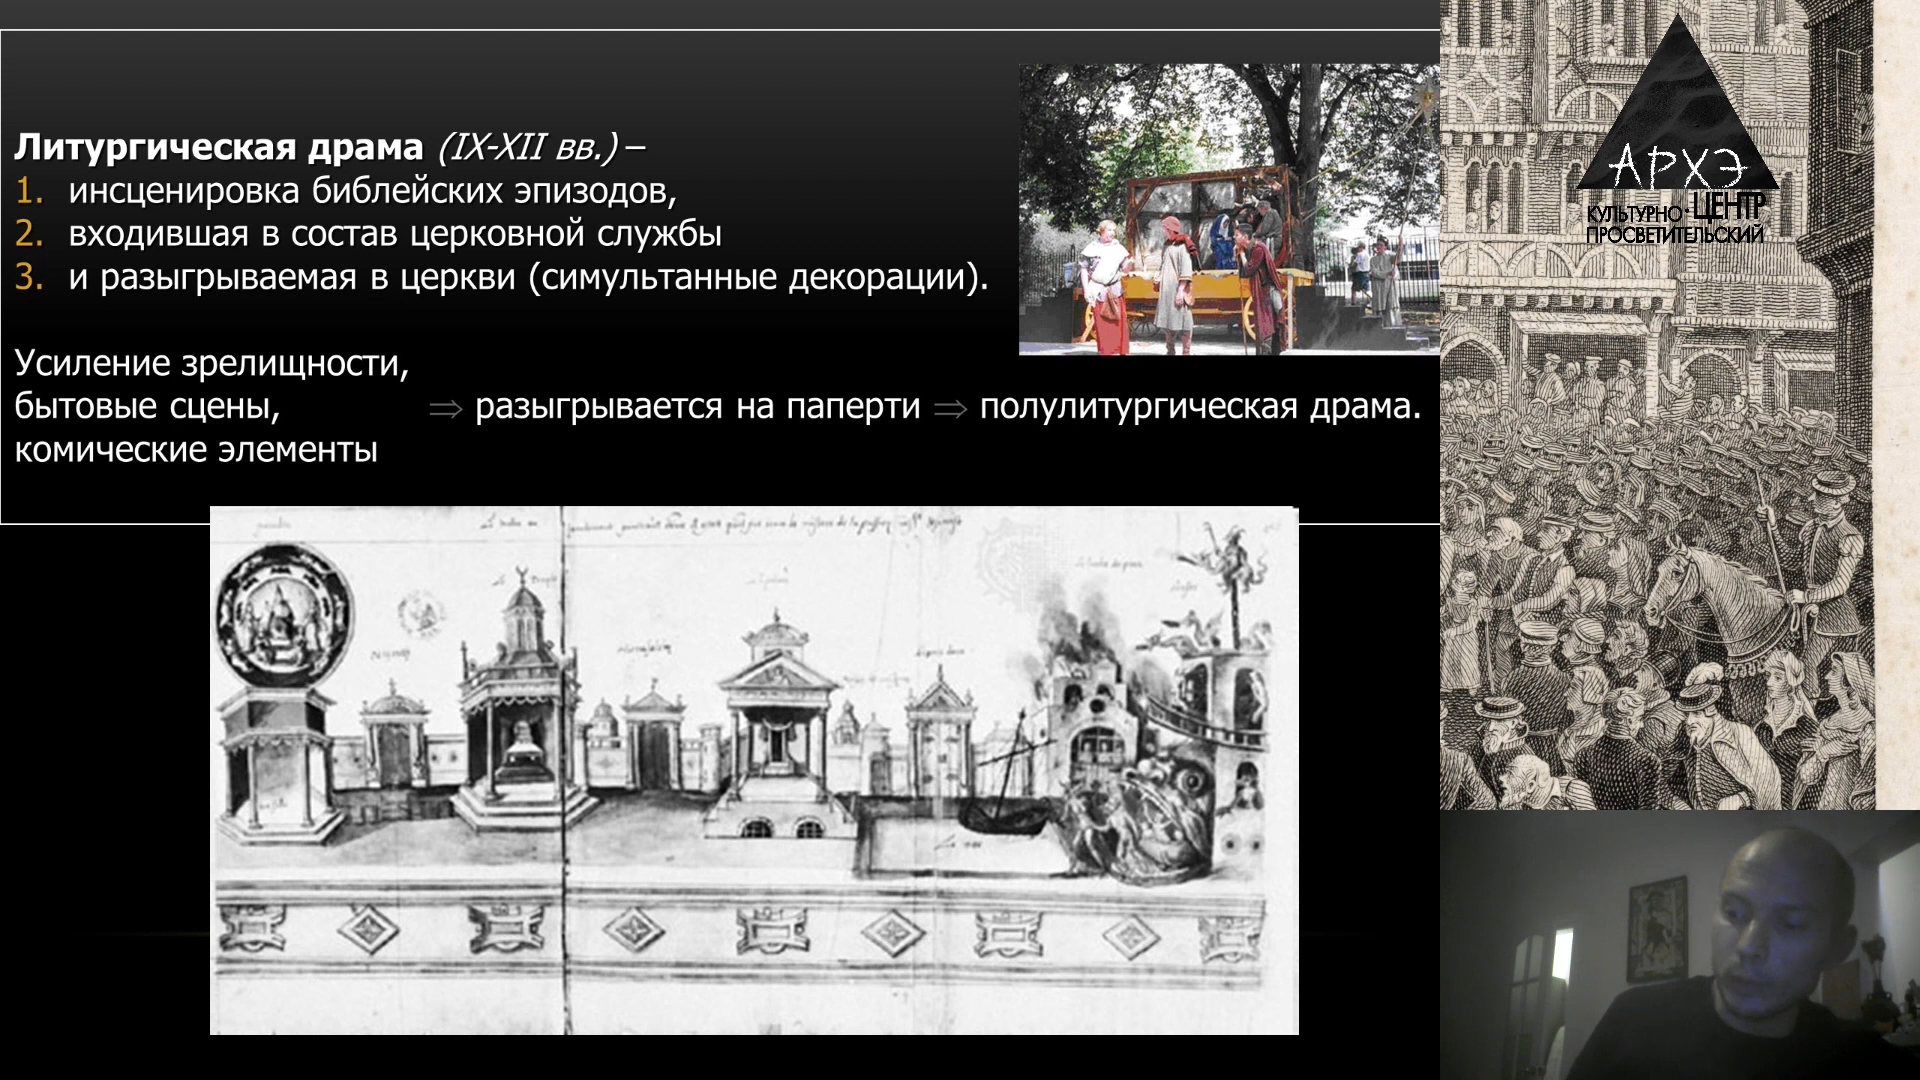 Литургическая драма (IX-XII вв.) –
1. инсценировка библейских эпизодов,
2. входившая в состав церковной службы
3. и разыгрываемая в церкви (симультанные декорации).
Усиление зрелищности,
бытовые сцены, ⇒ разыгрывается на паперти ⇒ полулитургическая драма.
комические элементы
АРХЭ
КУЛЬТУРНО-ЦЕНТР
ПРОСВЕТИТЕЛЬСКИЙ